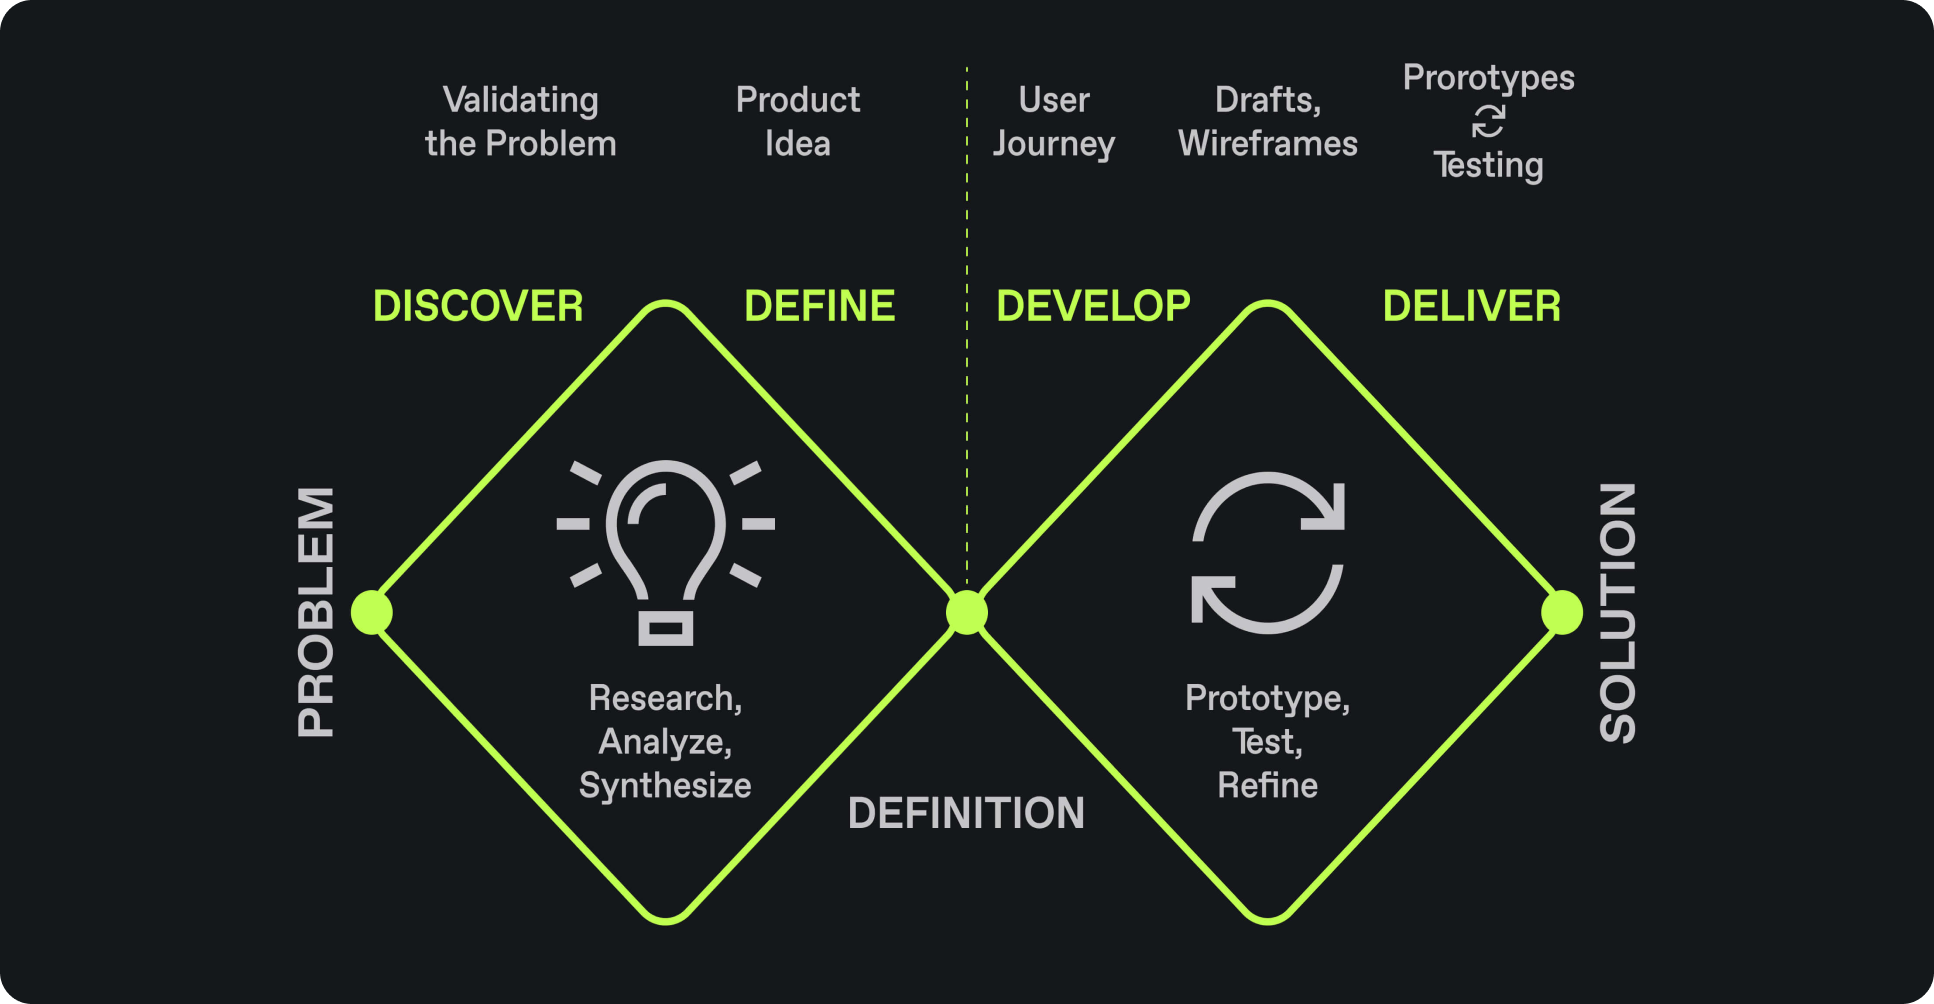 Validating
the Problem
Product
Idea
User
Journey
Drafts,
Wireframes
Prorotypes
Testing
DISCOVER
DEFINE
DEVELOP
DELIVER
PROBLEM
Research,
Analyze,
Synthesize
DEFINITION
Prototype,
Test,
Refine
SOLUTION